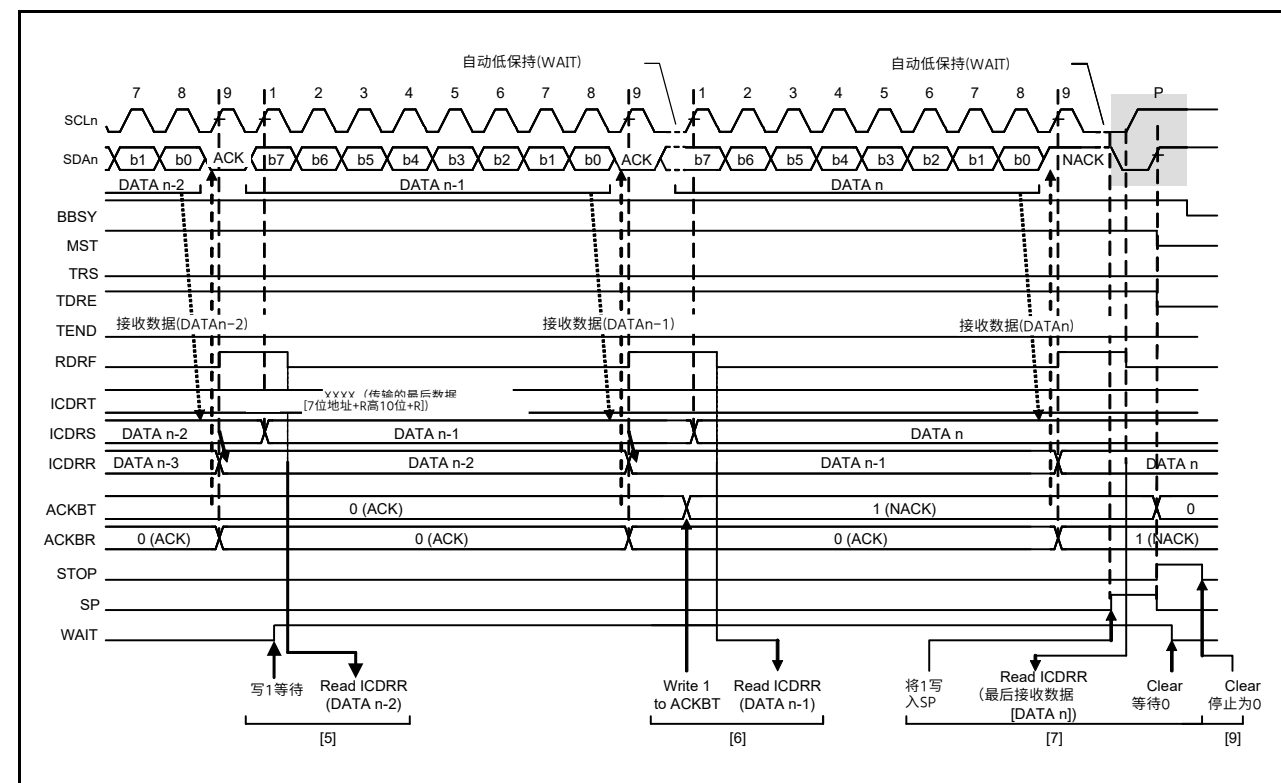 自动低保持(WAIT)
自动低保持(WAIT)
7 8 9 1 2 3 4 5 6 7 8 9 1 2 3 4 5 6 7 8 9 P
SCLn
SDAn b1 b0 ACK b7 b6 b5 b4 b3 b2 b1 b0 ACK b7 b6 b5 b4 b3 b2 b1 b0 NACK
DATA n-2 DATA n-1 DATA n
BBSY
MST
TRS
TDRE
接收数据(DATAn-2) 接收数据(DATAn-1) 接收数据(DATAn)
TEND
RDRF
XXXX（传输的最后数据
ICDRT [7位地址+R高10位+R])
ICDRS DATA n-2 DATA n-1 DATA n
ICDRR DATA n-3 DATA n-2 DATA n-1 DATA n
ACKBT 0 (ACK) 1 (NACK) 0
ACKBR 0 (ACK) 0 (ACK) 0 (ACK) 1 (NACK)
STOP
SP
WAIT
写1等待
Read ICDRR
(DATA n-2)
[5]
Write 1
to ACKBT
Read ICDRR
(DATA n-1)
[6]
将1写
入SP
Read ICDRR
(最后接收数据
[DATA n])
[7]
Clear
等待0
Clear
停止为0
[9]